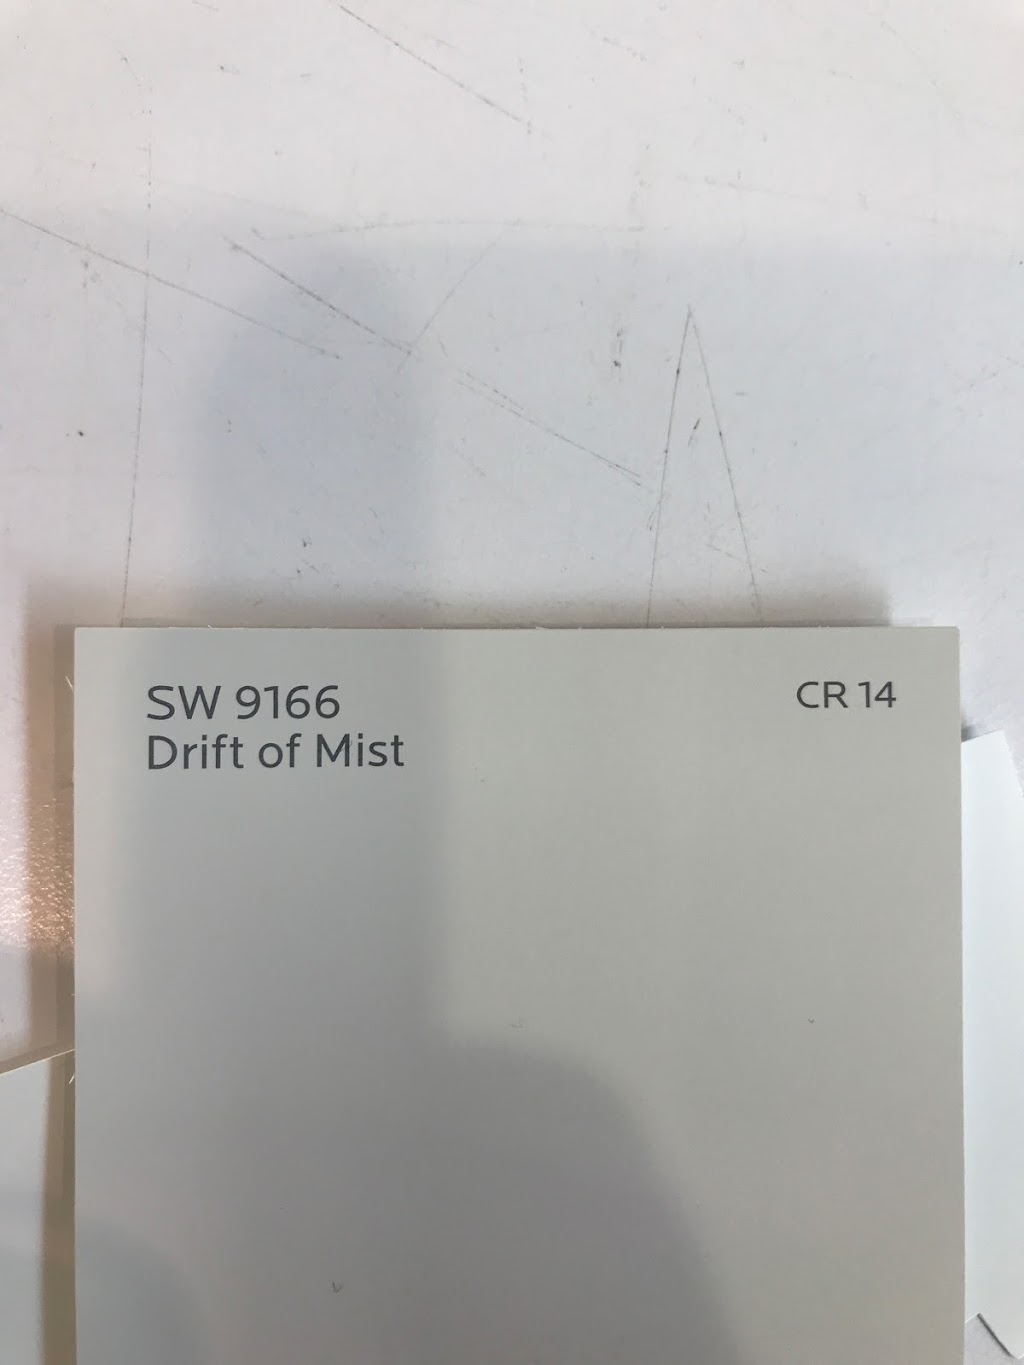 SW 9166
Drift of Mist
CR 14